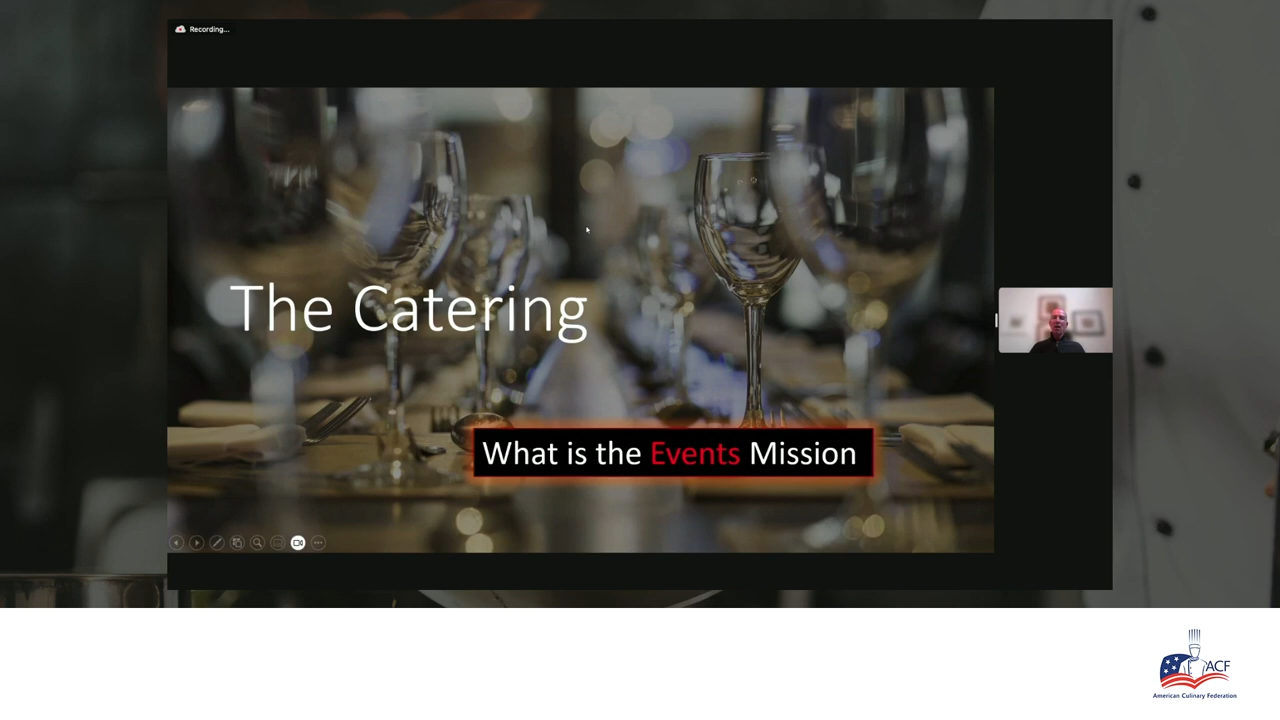 Recording...
The Catering
What is the Events Mission
ACF
American Culinary Federation